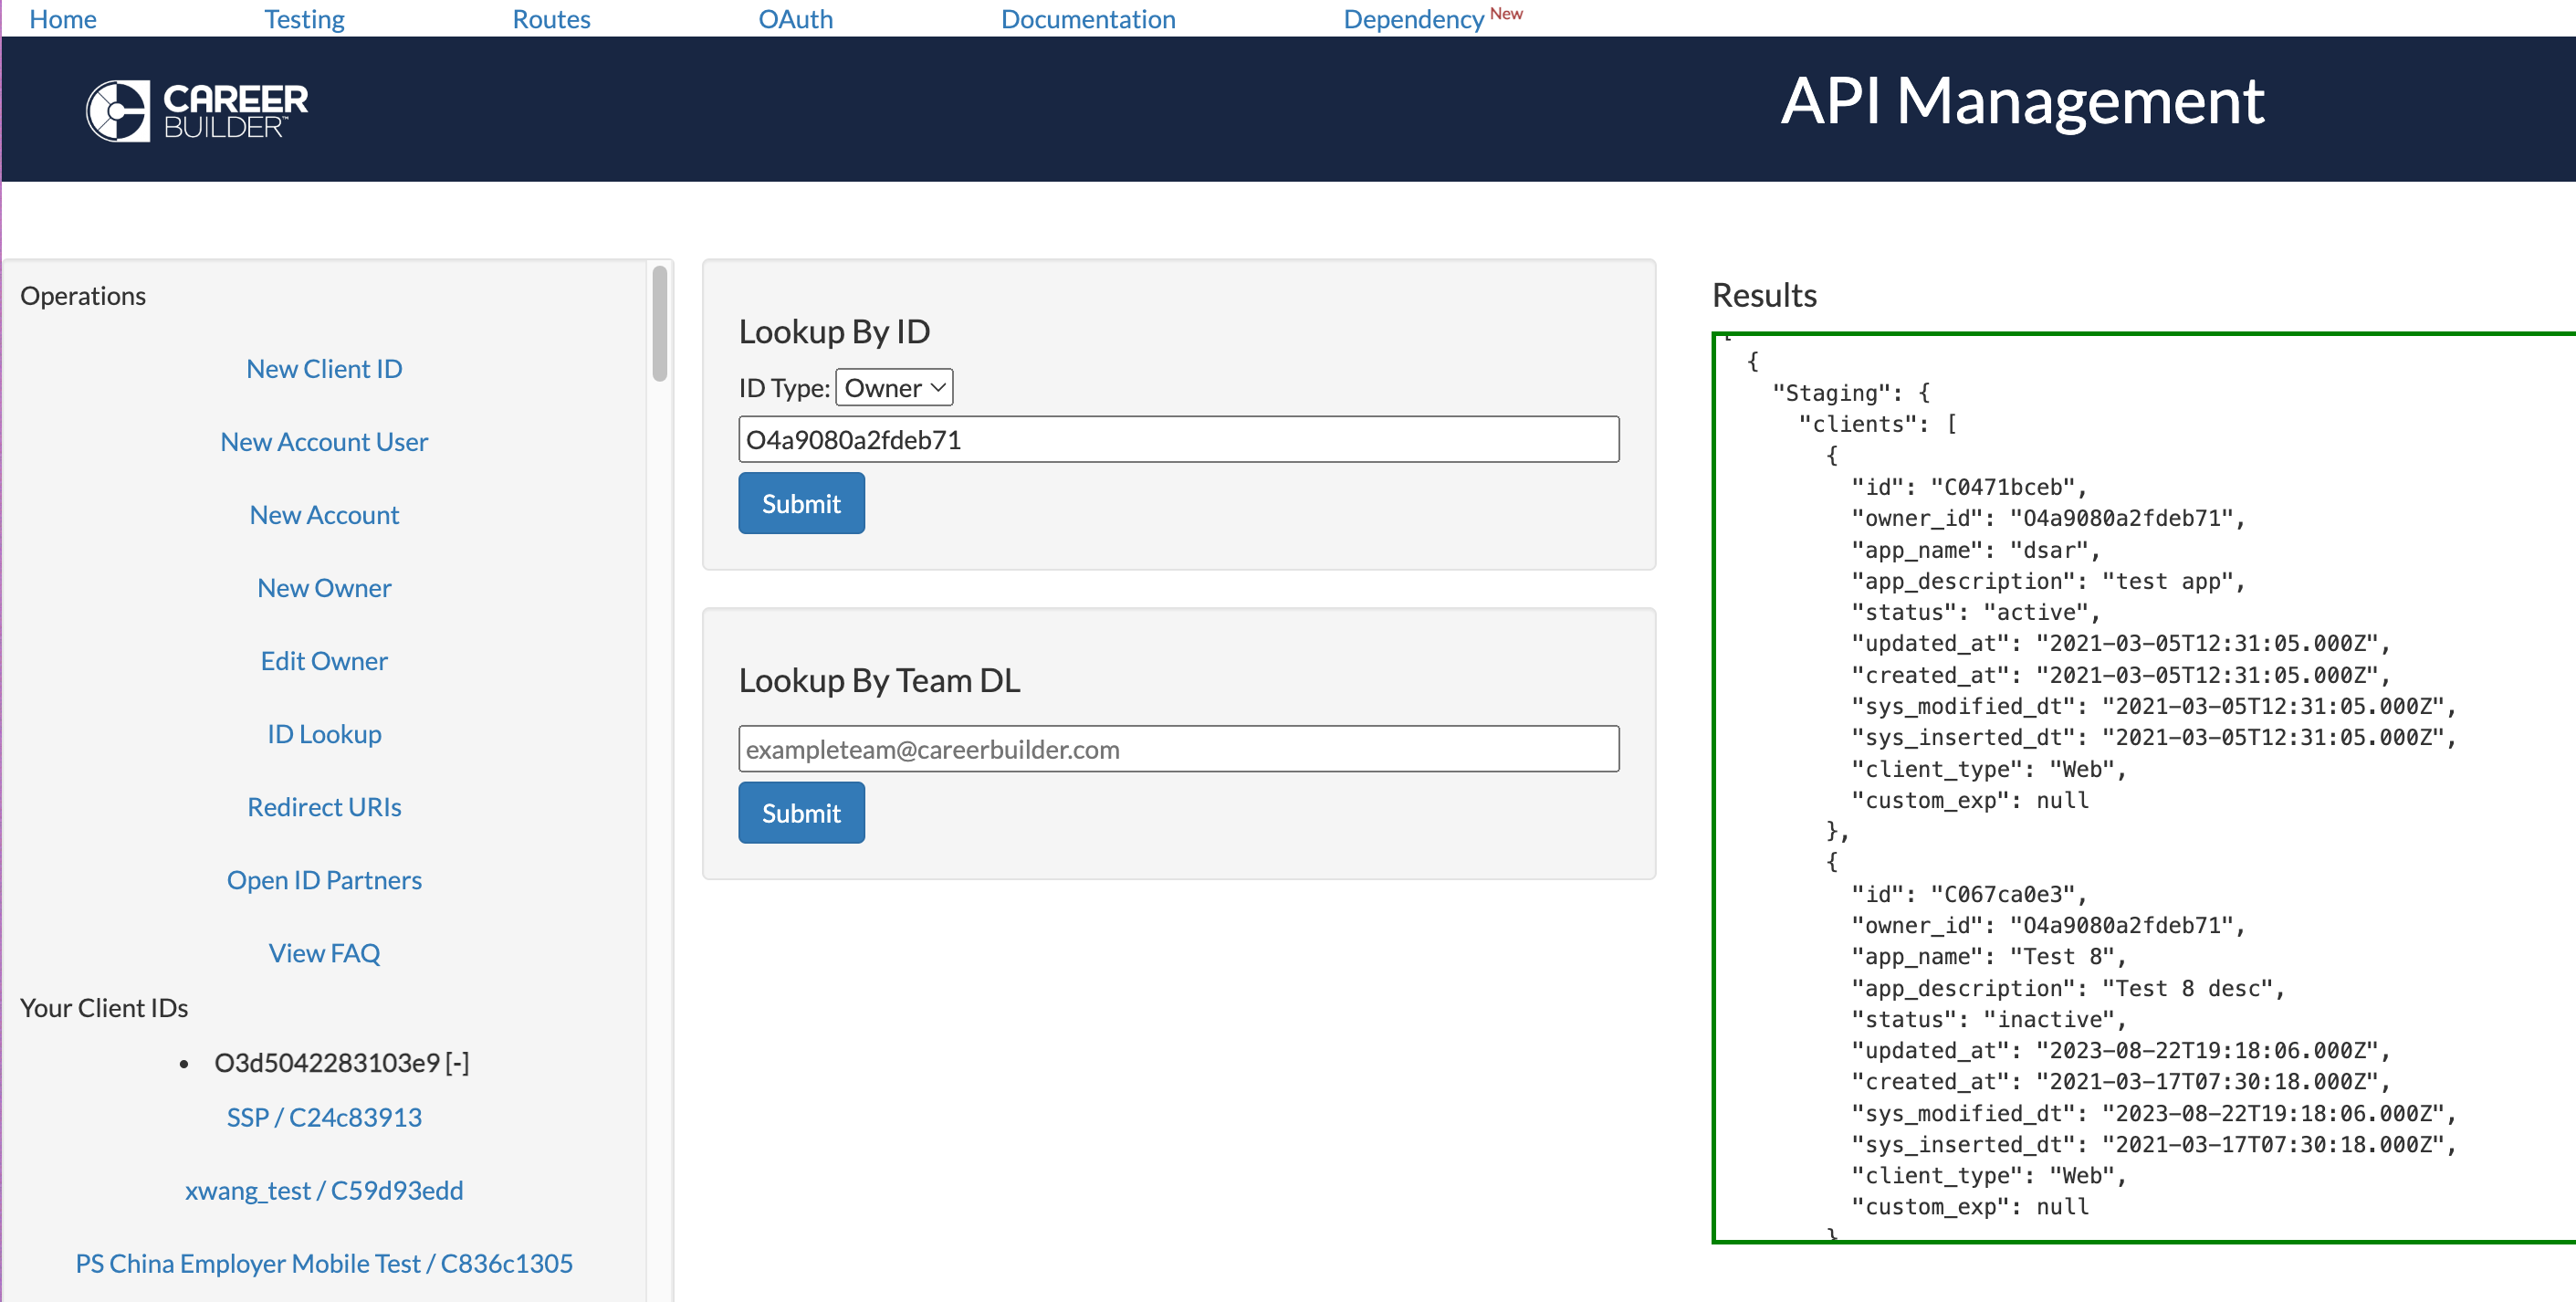 Home Testing Routes OAuth Documentation Dependency New
CAREER
BUILDER™
API Management
Operations
New Client ID
New Account User
New Account
New Owner
Edit Owner
ID Lookup
Redirect URIs
Open ID Partners
View FAQ
Your Client IDs
• O3d5042283103e9 [-]
SSP / C24c83913
xwang_test / C59d93edd
PS China Employer Mobile Test / C836c1305
Lookup By ID
ID Type: Owner
O4a9080a2fdeb71
Submit
Lookup By Team DL
exampleteam@careerbuilder.com
Submit
Results
[
{
"Staging": {
"clients": [
{
"id": "C0471bceb",
"owner_id": "O4a9080a2fdeb71",
"app_name": "dsar",
"app_description": "test app",
"status": "active",
"updated_at": "2021-03-05T12:31:05.000Z",
"created_at": "2021-03-05T12:31:05.000Z",
"sys_modified_dt": "2021-03-05T12:31:05.000Z",
"sys_inserted_dt": "2021-03-05T12:31:05.000Z",
"client_type": "Web",
"custom_exp": null
},
{
"id": "C067ca0e3",
"owner_id": "O4a9080a2fdeb71",
"app_name": "Test 8",
"app_description": "Test 8 desc",
"status": "inactive",
"updated_at": "2023-08-22T19:18:06.000Z",
"created_at": "2021-03-17T07:30:18.000Z",
"sys_modified_dt": "2023-08-22T19:18:06.000Z",
"sys_inserted_dt": "2021-03-17T07:30:18.000Z",
"client_type": "Web",
"custom_exp": null
}